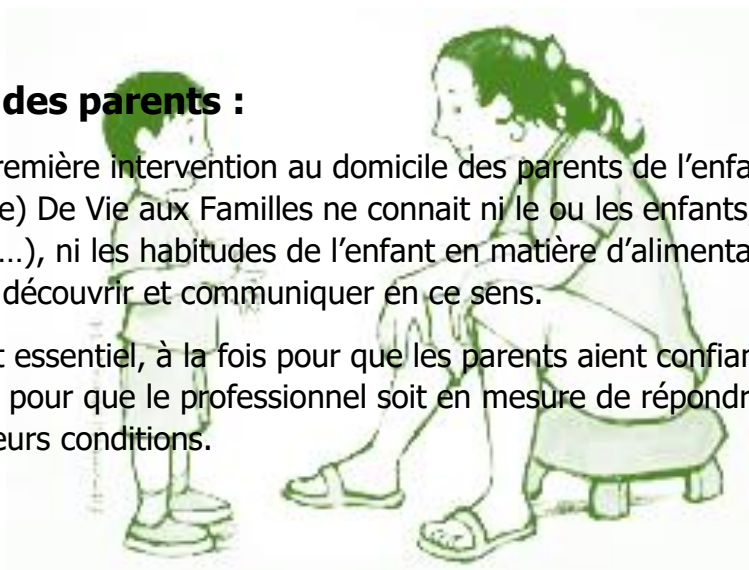 des parents :
remière intervention au domicile des parents de l’enfa
e) De Vie aux Familles ne connait ni le ou les enfants,
…), ni les habitudes de l’enfant en matière d’alimenta
découvrir et communiquer en ce sens.
t essentiel, à la fois pour que les parents aient confian
pour que le professionnel soit en mesure de répondr
eurs conditions.